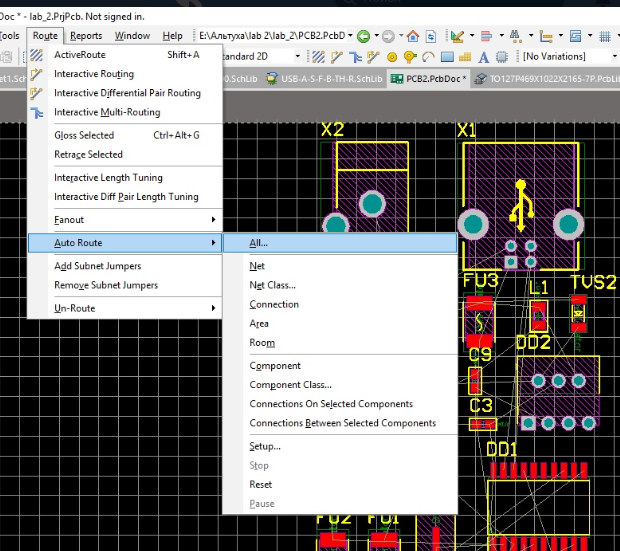 Doc * - lab_2.PrjPcb. Not signed in.
Tools Route Reports Window Help E:\Альтуха\lab 2\lab_2\PCB2.PcbD
tandard 2D [No Variations]
0.SchLib USB-A-S-F-B-TH-R.SchLib PCB2.PcbDoc * TO127P469X1022X2165-7P.PcbLib
ActiveRoute Shift+A
Interactive Routing
Interactive Differential Pair Routing
Interactive Multi-Routing
Gloss Selected Ctrl+Alt+G
Retrace Selected
Interactive Length Tuning
Interactive Diff Pair Length Tuning
Fanout
Auto Route
Add Subnet Jumpers
Remove Subnet Jumpers
Un-Route
All...
Net
Net Class...
Connection
Area
Room
Component
Component Class...
Connections On Selected Components
Connections Between Selected Components
Setup...
Stop
Reset
Pause
X2 X1
FU3 L1 TVS2
C9 DD2
C3
DD1
FU2 FU1